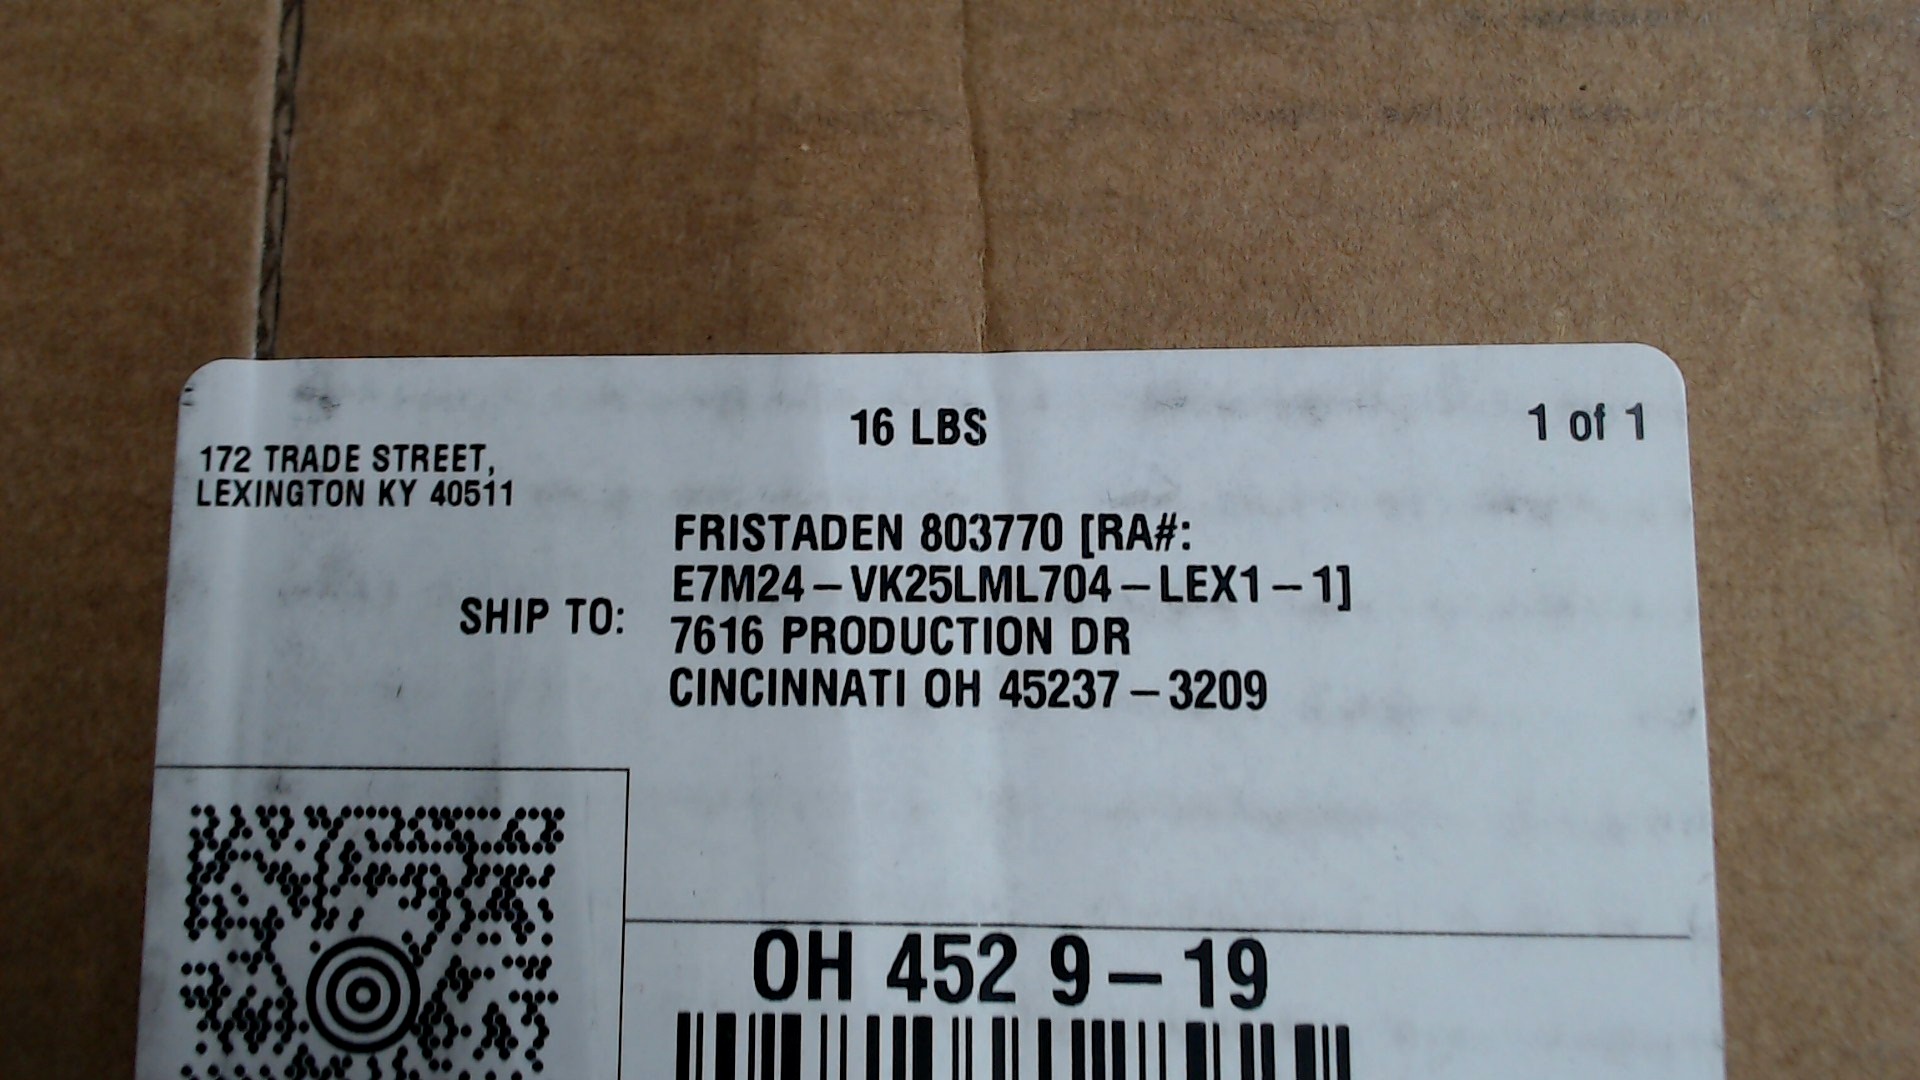 16 LBS
1 of 1
172 TRADE STREET,
LEXINGTON KY 40511
SHIP TO:
FRISTADEN 803770 [RA#:
E7M24-VK25LML704-LEX1-1]
7616 PRODUCTION DR
CINCINNATI OH 45237-3209
OH 452 9-19